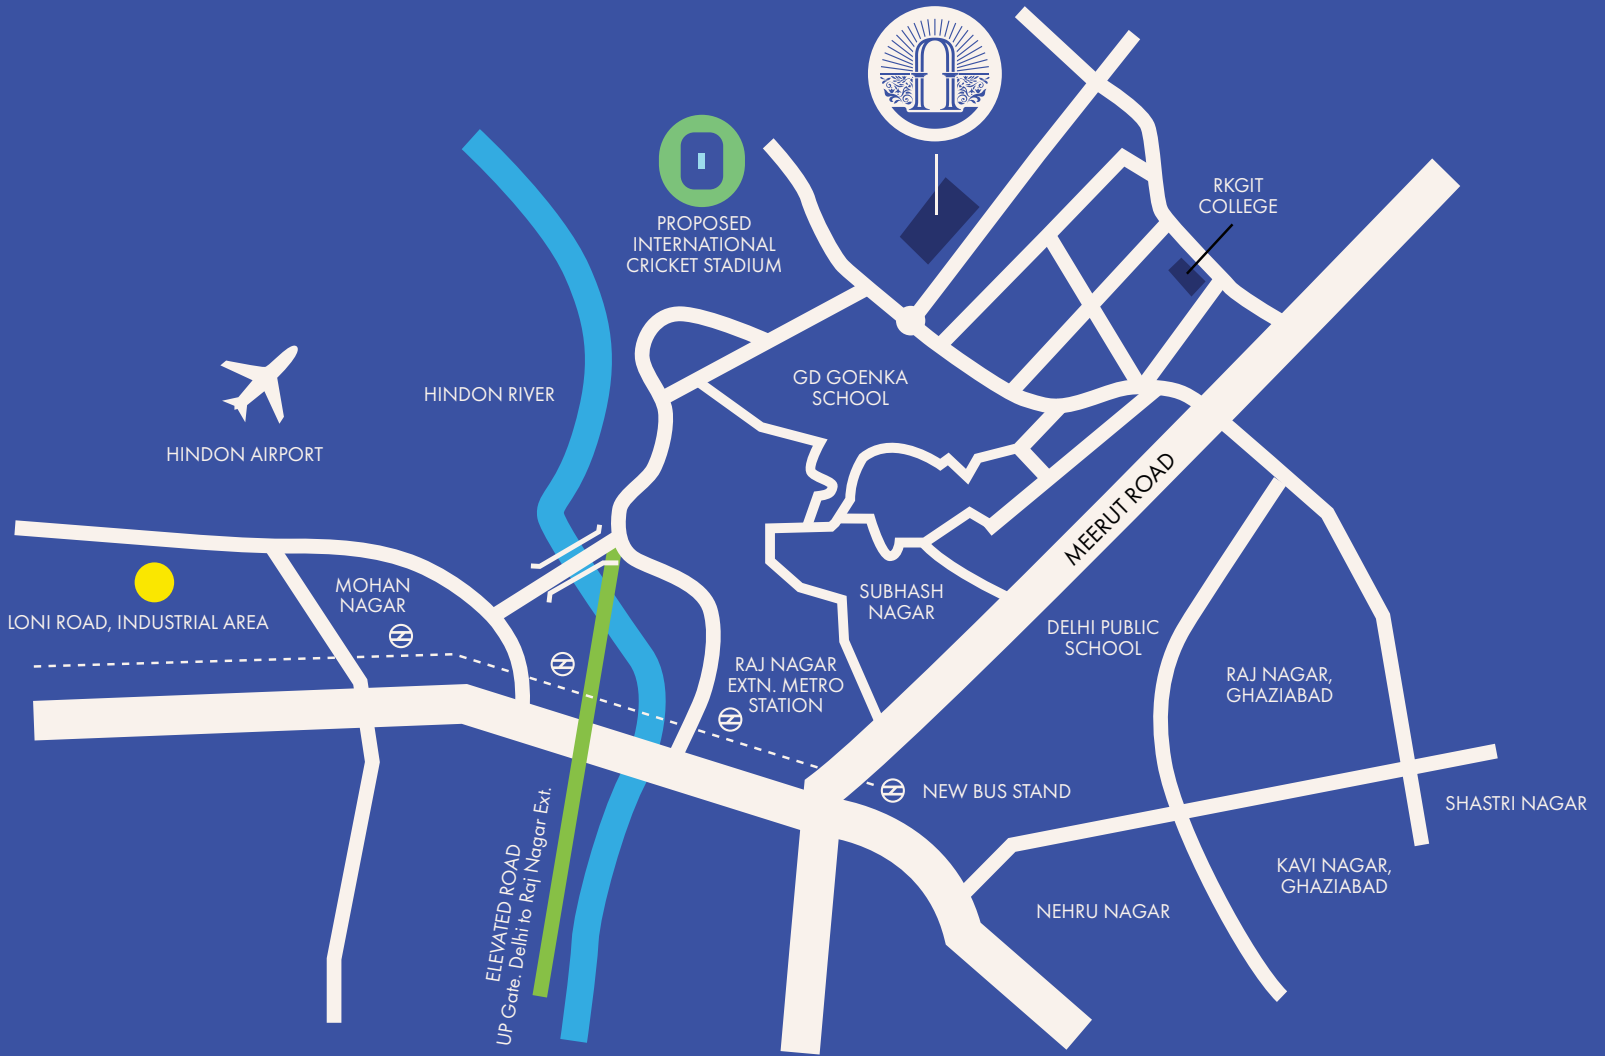 RKGIT
COLLEGE
PROPOSED
INTERNATIONAL
CRICKET STADIUM
GD GOENKA
SCHOOL
HINDON RIVER
HINDON AIRPORT
MEERUT ROAD
MOHAN
NAGAR
LONI ROAD, INDUSTRIAL AREA
SUBHASH
NAGAR
DELHI PUBLIC
SCHOOL
RAJ NAGAR
EXTN. METRO
STATION
RAJ NAGAR,
GHAZIABAD
NEW BUS STAND
SHASTRI NAGAR
ELEVATED ROAD
UP Gate. Delhi to Raj Nagar Ext.
KAVI NAGAR,
GHAZIABAD
NEHRU NAGAR